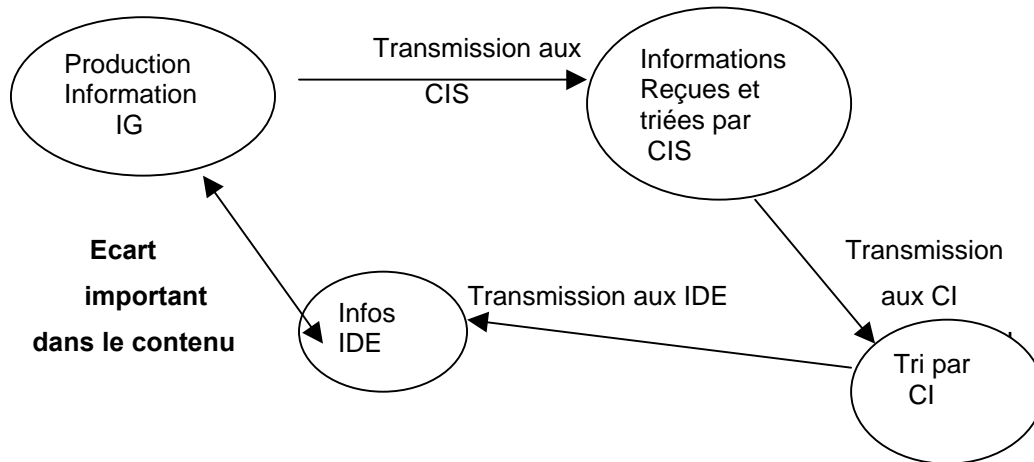 Production
Information
IG
Transmission aux
CIS
Informations
Reçues et
triées par
CIS
Transmission
aux CI
Tri par
CI
Transmission aux IDE
Infos
IDE
Ecart
important
dans le contenu